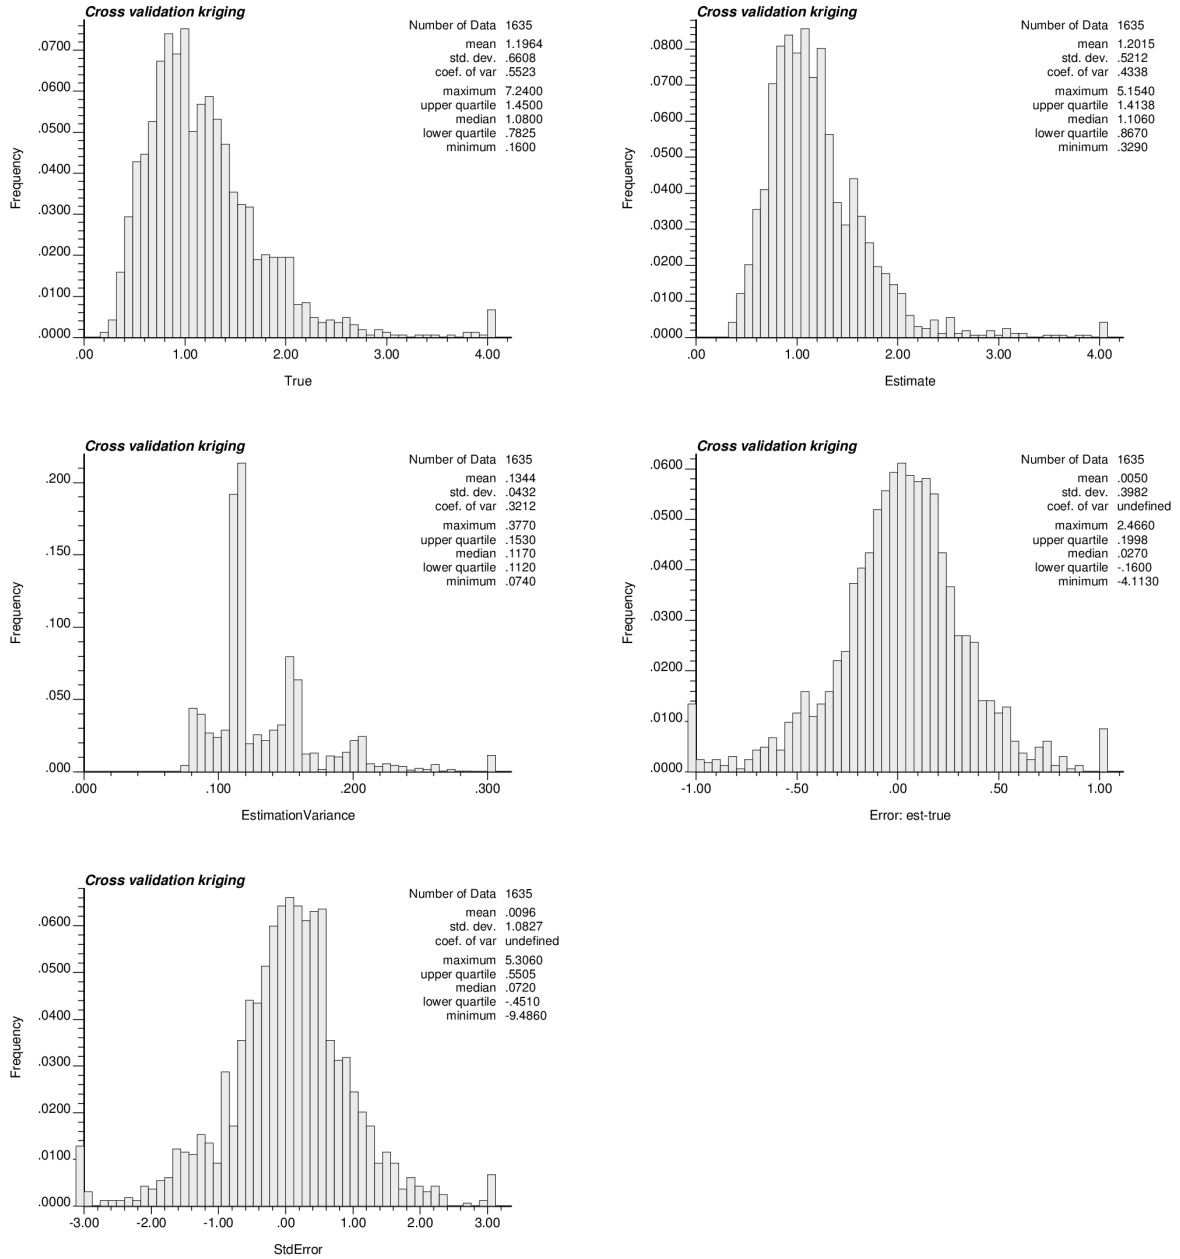 Cross validation kriging
Number of Data 1635
mean 1.1964
std. dev. .6608
coef. of var .5523
maximum 7.2400
upper quartile 1.4500
median 1.0800
lower quartile .7825
minimum .1600
Frequency
.0700
.0600
.0500
.0400
.0300
.0200
.0100
.0000
.00 1.00 2.00 3.00 4.00
True
Cross validation kriging
Number of Data 1635
mean 1.2015
std. dev. .5212
coef. of var .4338
maximum 5.1540
upper quartile 1.4138
median 1.1060
lower quartile .8670
minimum .3290
Frequency
.0800
.0700
.0600
.0500
.0400
.0300
.0200
.0100
.0000
.00 1.00 2.00 3.00 4.00
Estimate
Cross validation kriging
Number of Data 1635
mean .1344
std. dev. .0432
coef. of var .3212
maximum .3770
upper quartile .1530
median .1170
lower quartile .1120
minimum .0740
Frequency
.200
.150
.100
.050
.000
.000 .100 .200 .300
EstimationVariance
Cross validation kriging
Number of Data 1635
mean .0050
std. dev. .3982
coef. of var undefined
maximum 2.4660
upper quartile .1998
median .0270
lower quartile -.1600
minimum -4.1130
Frequency
.0600
.0500
.0400
.0300
.0200
.0100
.0000
-1.00 -.50 .00 .50 1.00
Error: est-true
Cross validation kriging
Number of Data 1635
mean .0096
std. dev. 1.0827
coef. of var undefined
maximum 5.3060
upper quartile .5505
median .0720
lower quartile -.4510
minimum -9.4860
Frequency
.0600
.0500
.0400
.0300
.0200
.0100
.0000
-3.00 -2.00 -1.00 .00 1.00 2.00 3.00
StdError